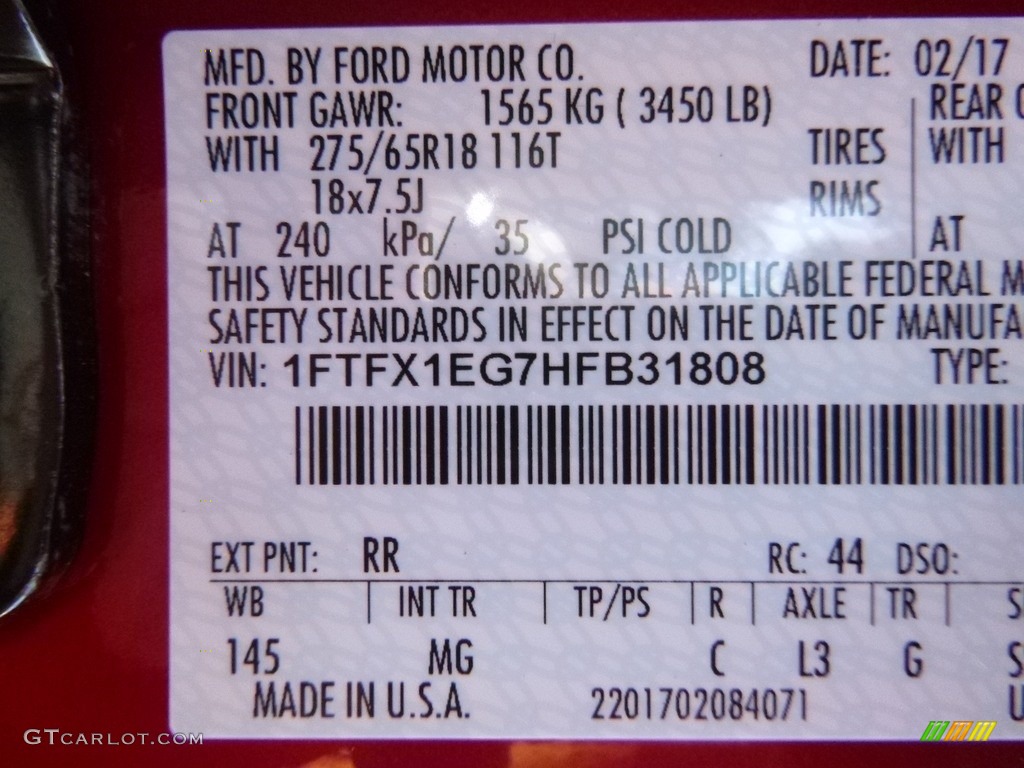 MFD. BY FORD MOTOR CO. DATE: 02/17
FRONT GAWR: 1565 KG ( 3450 LB) REAR
WITH 275/65R18 116T TIRES WITH
18x7.5J RIMS
AT 240 kPa/ 35 PSI COLD AT
THIS VEHICLE CONFORMS TO ALL APPLICABLE FEDERAL M
SAFETY STANDARDS IN EFFECT ON THE DATE OF MANUFA
VIN: 1FTFX1EG7HFB31808 TYPE:
EXT PNT: RR RC: 44 DSO:
WB INT TR TP/PS R AXLE TR S
145 MG C L3 G
MADE IN U.S.A. 2201702084071
GTCARLOT.COM